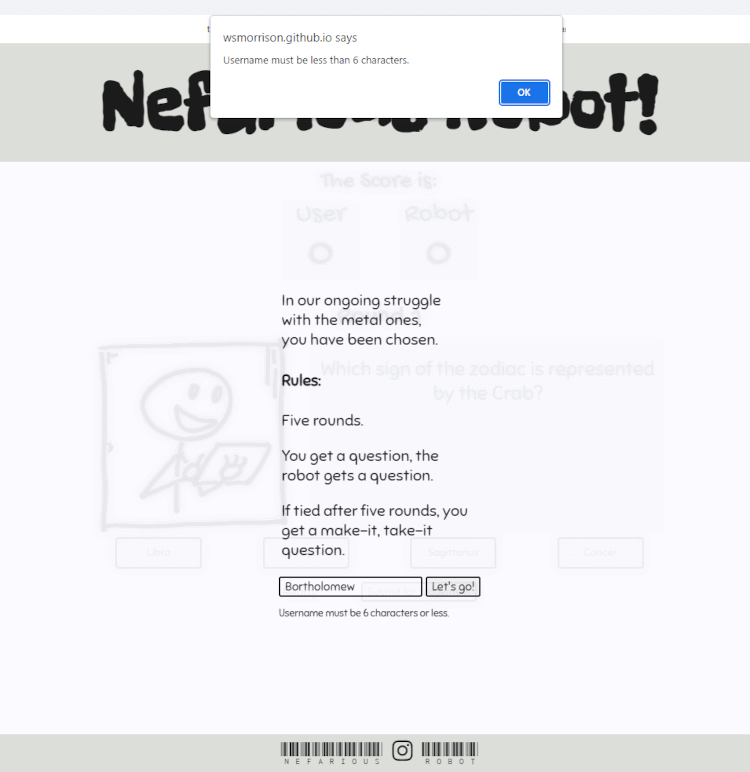 wsmorrison.github.io says
Username must be less than 6 characters.
OK
The Score is:
User Robot
0 0
In our ongoing struggle
with the metal ones,
you have been chosen.
Rules:
Which sign of the zodiac is represented
by the Crab?
Five rounds.
You get a question, the
robot gets a question.
If tied after five rounds, you
get a make-it, take-it
question.
Libra Sagittarius Cancer
Bortholomew Let's go!
Username must be 6 characters or less.
NEFARIOUS ROBOT